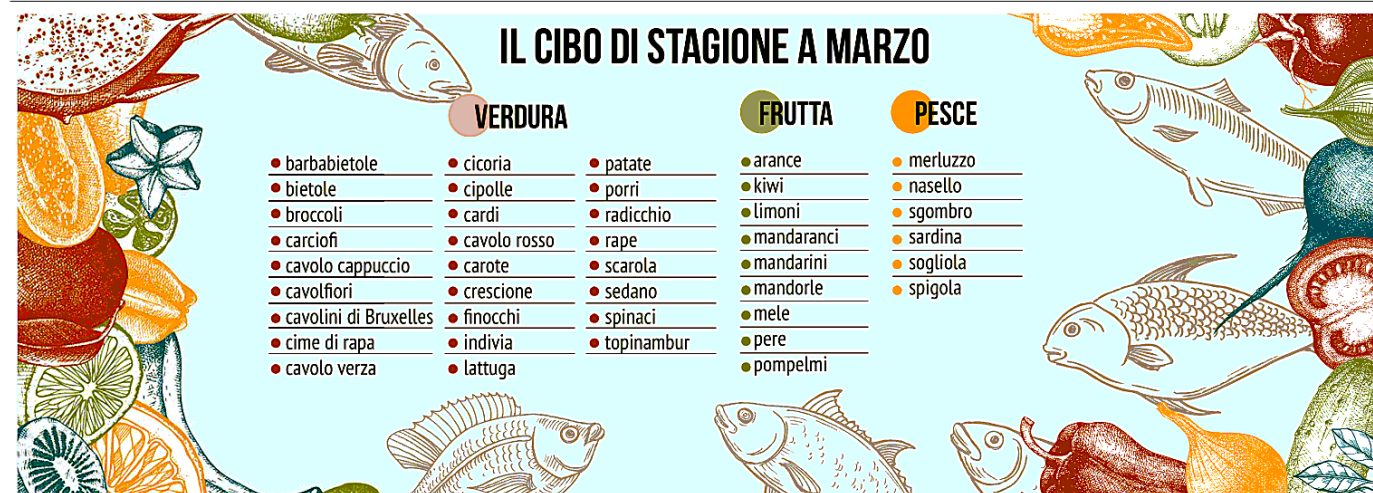 IL CIBO DI STAGIONE A MARZO
VERDURA
barbabietole
bietole
broccoli
carciofi
cavolo cappuccio
cavolfiori
cavolini di Bruxelles
cime di rapa
cavolo verza
cicoria
cipolle
cardi
cavolo rosso
carote
crescione
finocchi
indivia
lattuga
patate
porri
radicchio
rape
scarola
sedano
spinaci
topinambur
FRUTTA
arance
kiwi
limoni
mandaranci
mandarini
mandorle
mele
pere
pompelmi
PESCE
merluzzo
nasello
sgombro
sardina
sogliola
spigola